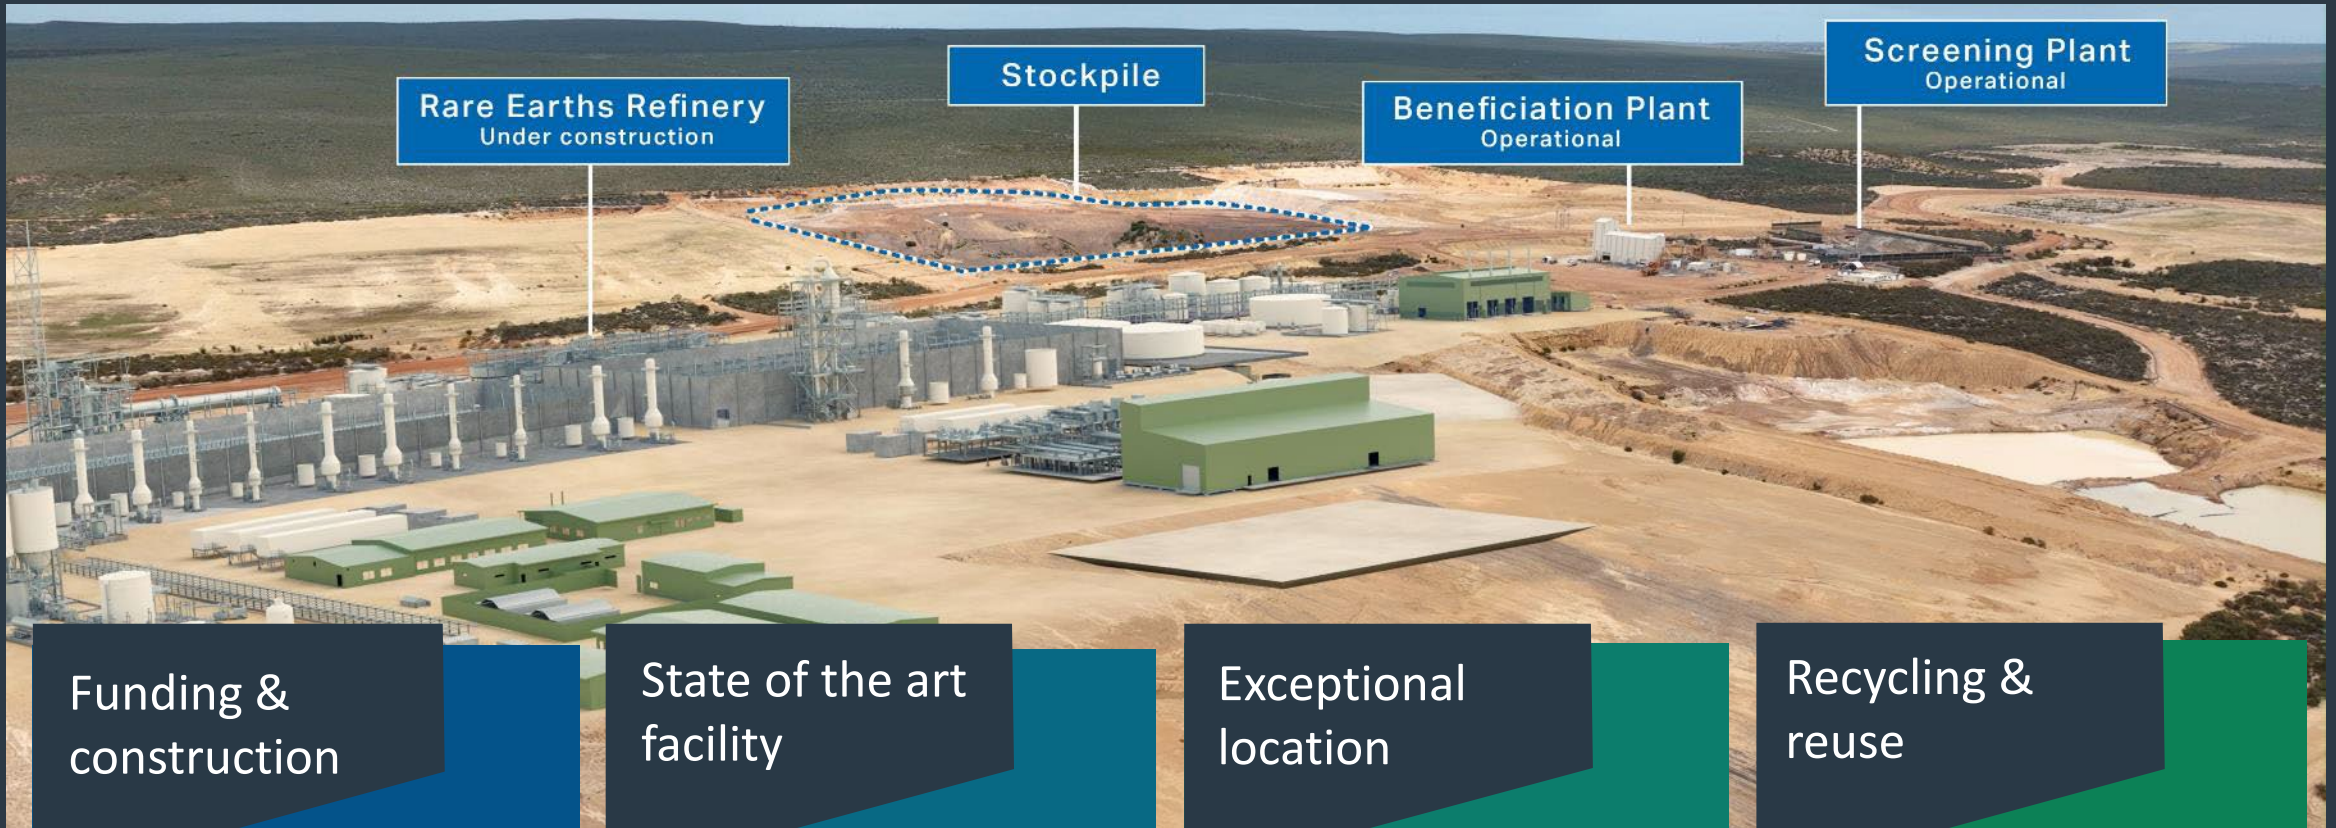 Rare Earths Refinery
Under construction
Stockpile
Beneficiation Plant
Operational
Screening Plant
Operational
Funding &
construction
State of the art
facility
Exceptional
location
Recycling &
reuse